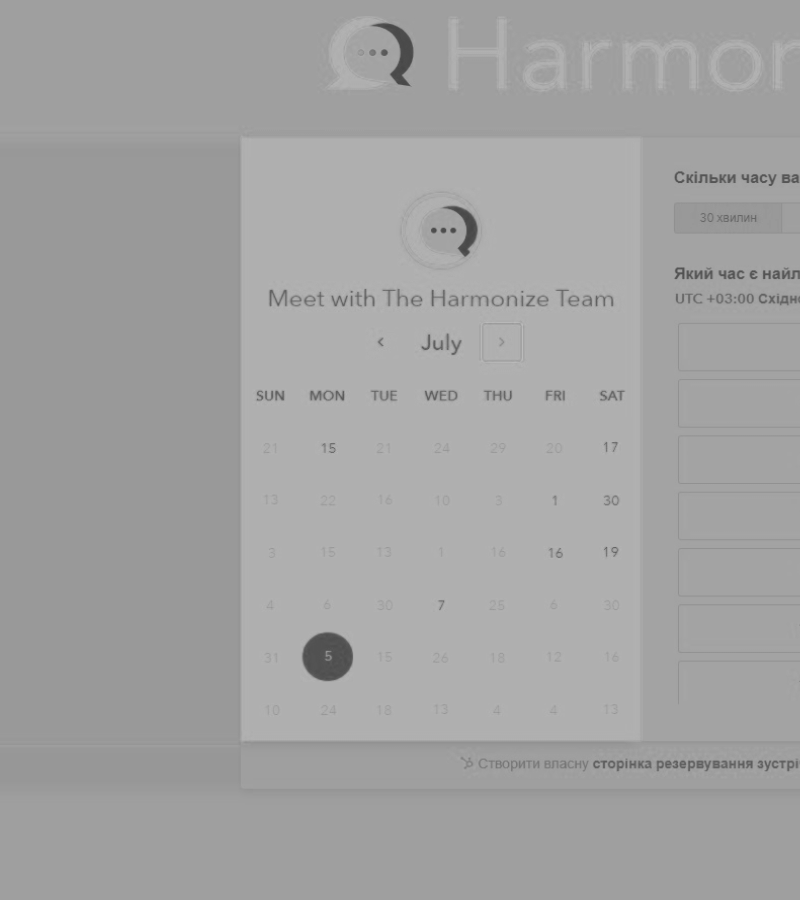 Harmon
Meet with The Harmonize Team
July
SUN MON TUE WED THU FRI SAT
21 15 21 24 29 20 17
13 22 16 10 3 1 30
3 15 13 1 16 16 19
4 6 30 7 25 6 30
31 5 15 26 18 12 16
10 24 18 13 4 4 13
Скільки часу ва
30 хвилин
Який час є найл
UTC +03:00 Східно
Створити власну сторінка резервування зустрі